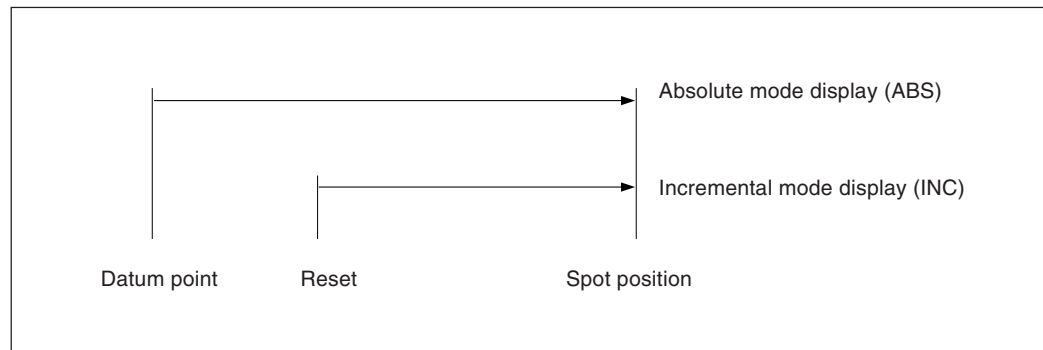 Absolute mode display (ABS)
Incremental mode display (INC)
Datum point
Reset
Spot position